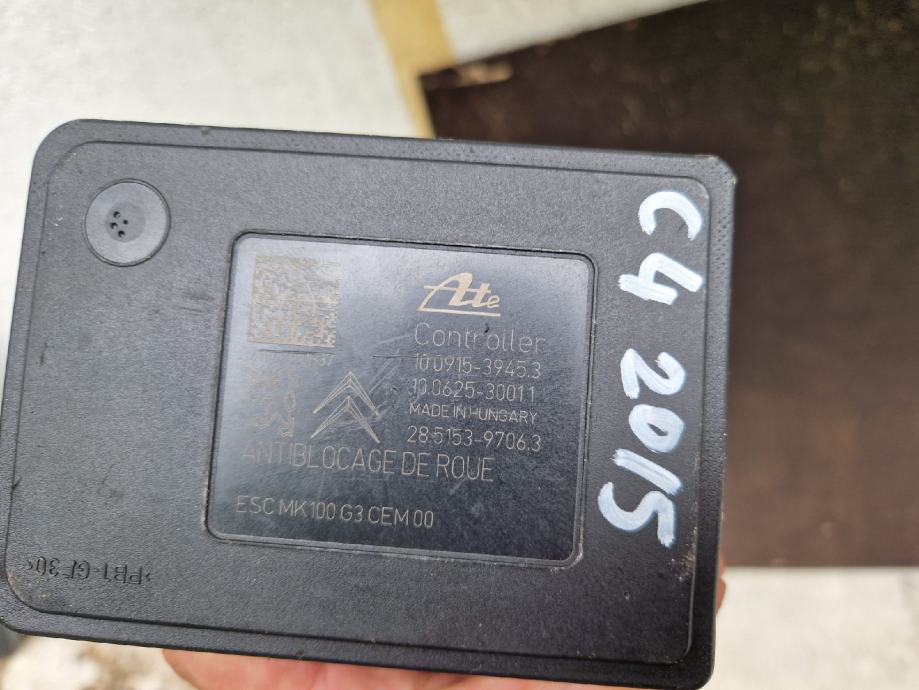 Ate
Controller
10.0915-3945.3
10.0625-30011
MADE IN HUNGARY
28.5153-9706.3
ANTIBLOCAGE DE ROUE
ESC MK100 G3 CEM 00
>PBT-GF30<
C4 2015